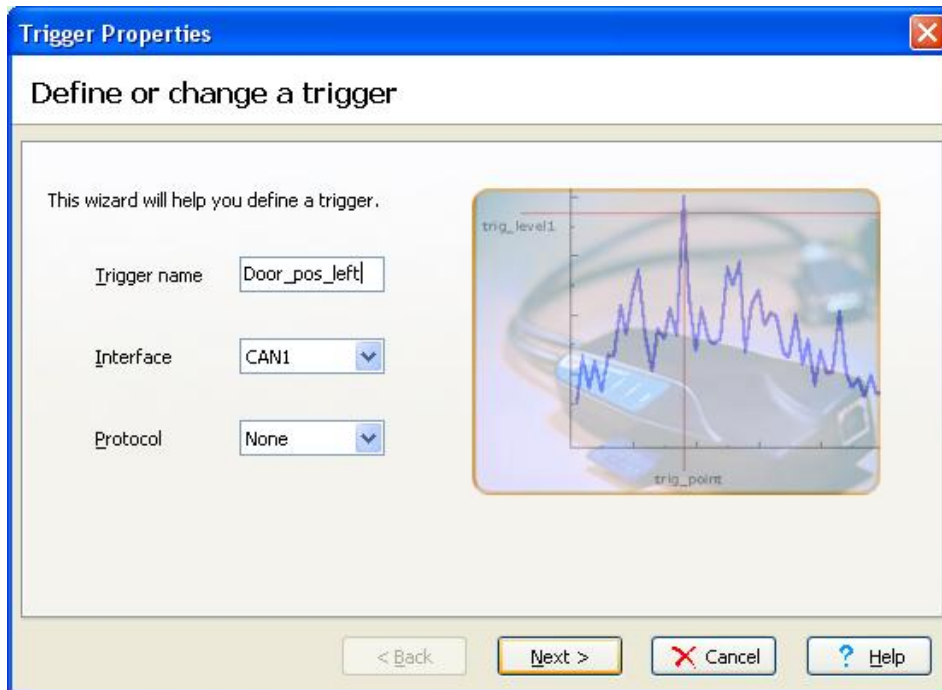 Trigger Properties
Define or change a trigger
This wizard will help you define a trigger.
trig_level1
Trigger name Door_pos_left
Interface CAN1
Protocol None
trig_point
< Back Next > Cancel ? Help